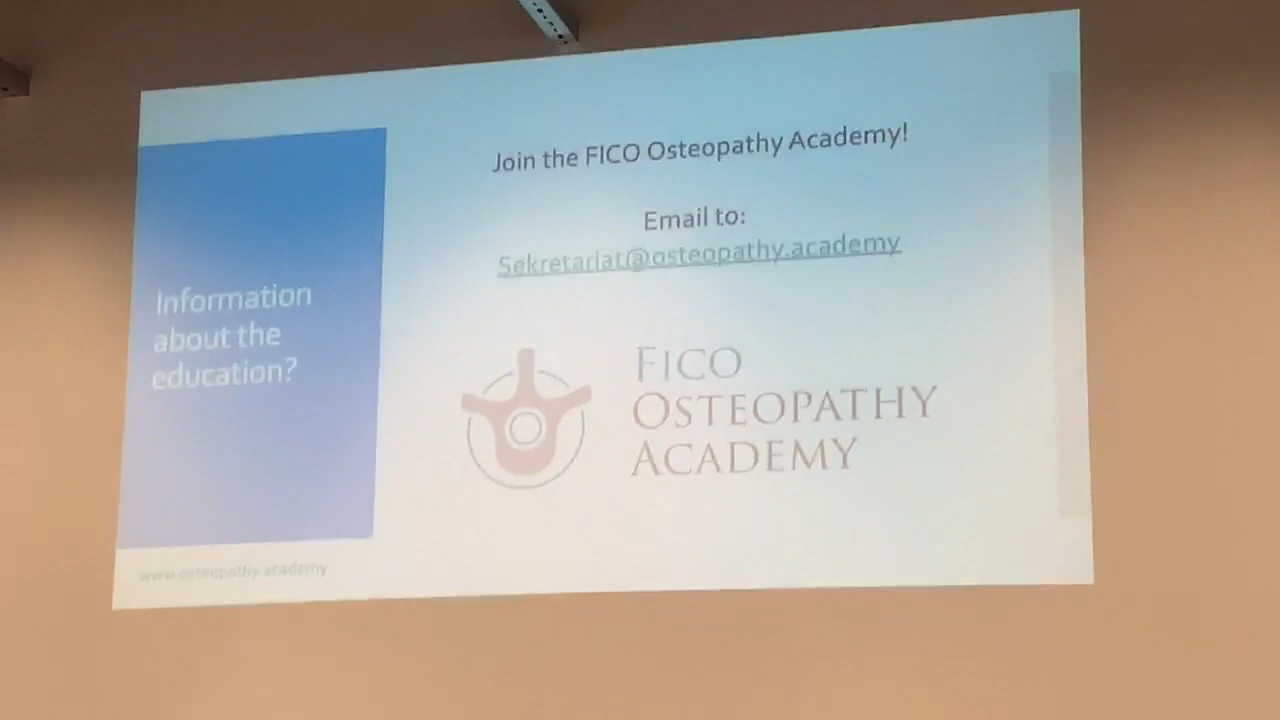 Information
about the
education?
Join the FICO Osteopathy Academy!
Email to:
Sekretariat@osteopathy.academy
FICO
OSTEOPATHY
ACADEMY
www.osteopathy.academy